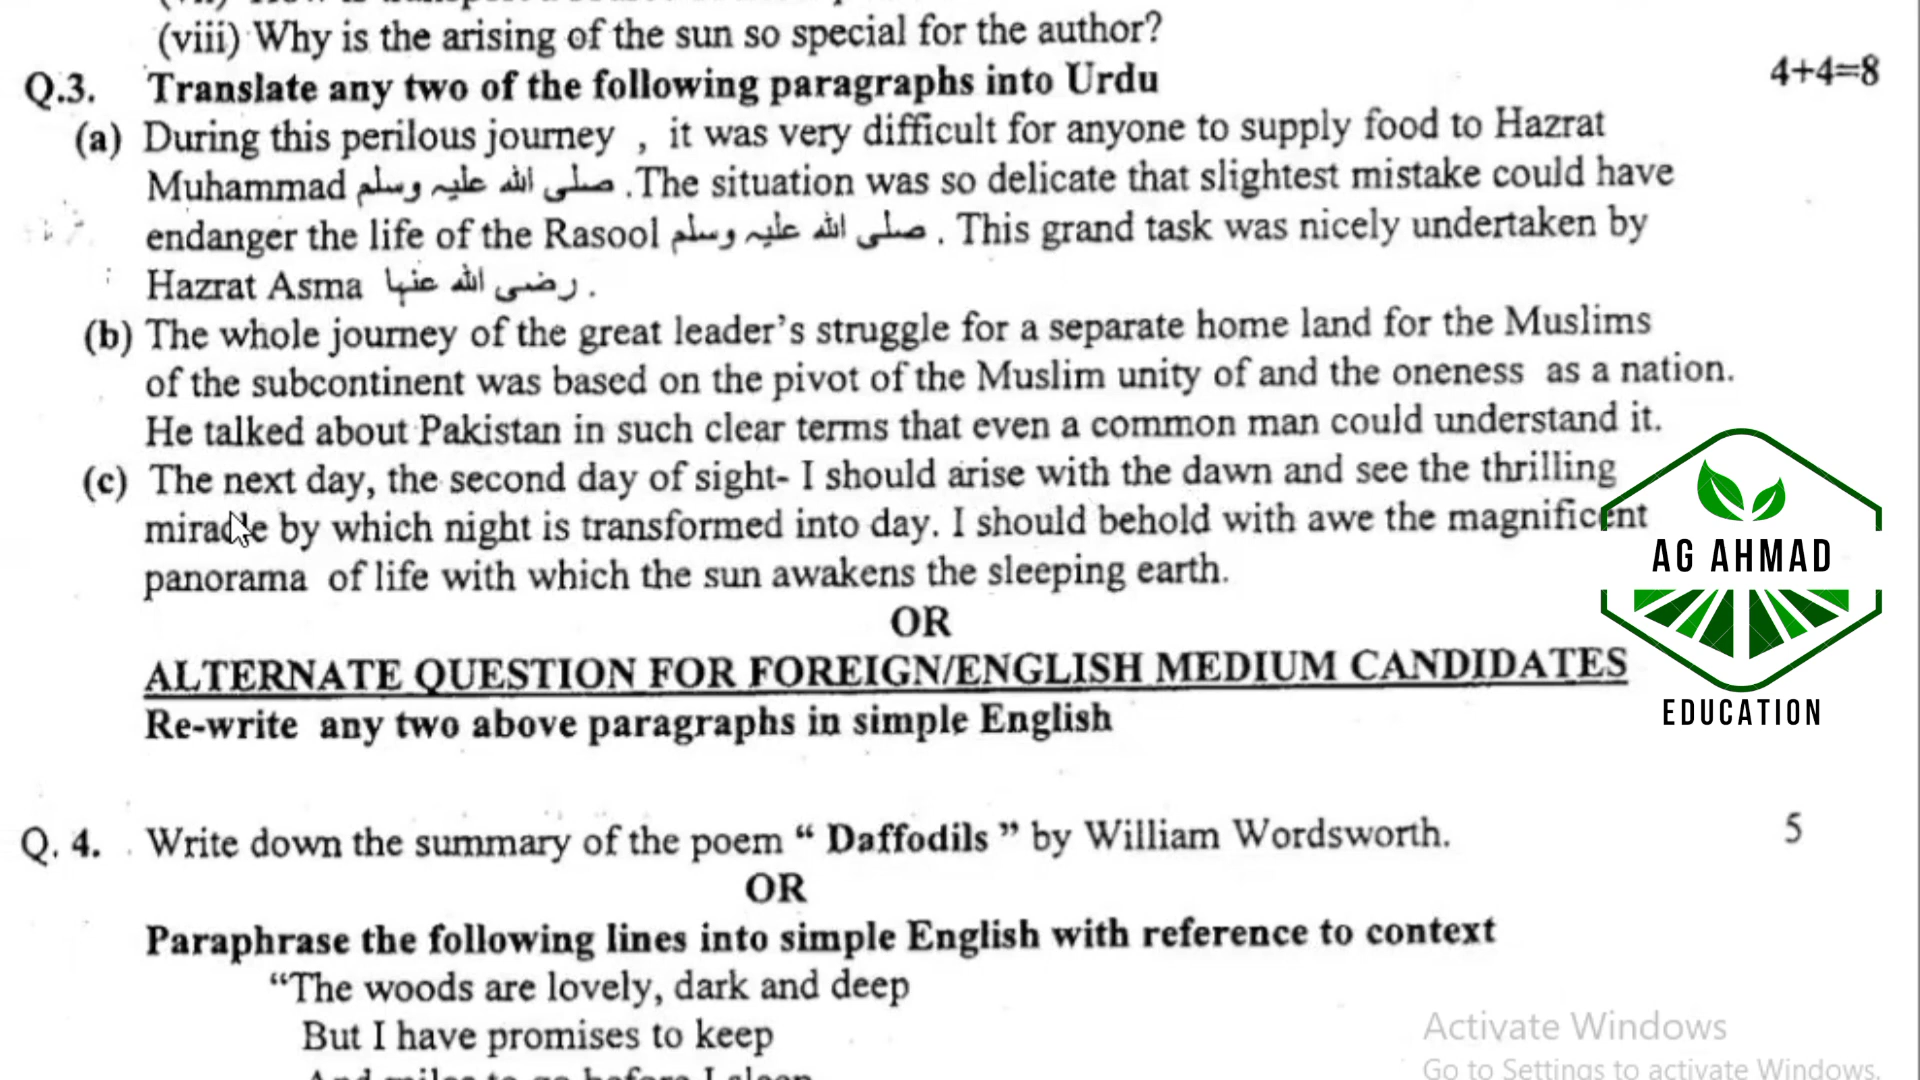 (viii) Why is the arising of the sun so special for the author?
Q.3. Translate any two of the following paragraphs into Urdu 4+4=8
(a) During this perilous journey , it was very difficult for anyone to supply food to Hazrat
Muhammad صلی اللہ علیہ وسلم .The situation was so delicate that slightest mistake could have
endanger the life of the Rasool صلی اللہ علیہ وسلم . This grand task was nicely undertaken by
Hazrat Asma رضی اللہ عنہا .
(b) The whole journey of the great leader’s struggle for a separate home land for the Muslims
of the subcontinent was based on the pivot of the Muslim unity of and the oneness as a nation.
He talked about Pakistan in such clear terms that even a common man could understand it.
(c) The next day, the second day of sight- I should arise with the dawn and see the thrilling
miracle by which night is transformed into day. I should behold with awe the magnificent
panorama of life with which the sun awakens the sleeping earth.
OR
ALTERNATE QUESTION FOR FOREIGN/ENGLISH MEDIUM CANDIDATES
Re-write any two above paragraphs in simple English
AG AHMAD
EDUCATION
Q. 4. Write down the summary of the poem “ Daffodils ” by William Wordsworth. 5
OR
Paraphrase the following lines into simple English with reference to context
“The woods are lovely, dark and deep
But I have promises to keep
And miles to go before I sleep
Activate Windows
Go to Settings to activate Windows.